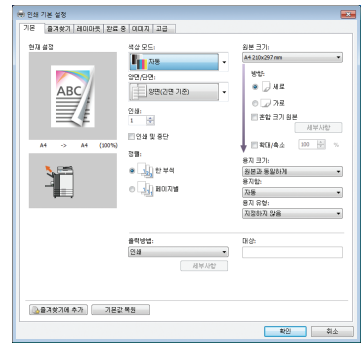 인쇄 기본 설정
기본 즐겨찾기 레이아웃 완료 중 이미지 고급
현재 설정
ABC
A4 -> A4 (100%)
색상 모드:
자동
양면/단면:
양면(긴면 기준)
인쇄:
1
인쇄 및 중단
정렬:
한 부씩
페이지별
출력방법:
인쇄
세부사항
원본 크기:
A4 210x297 mm
방향:
세로
가로
혼합 크기 원본
세부사항
확대/축소 100 %
용지 크기:
원본과 동일하게
용지함:
자동
용지 유형:
지정하지 않음
대상:
즐겨찾기에 추가 기본값 복원
확인 취소